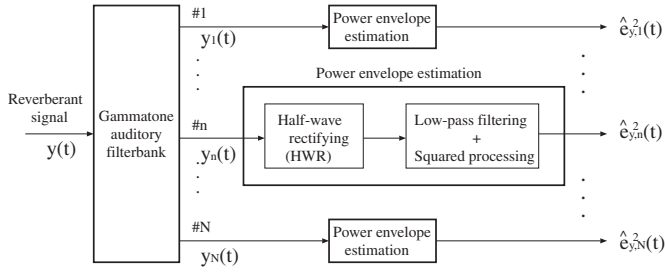 #1
y1(t)
Power envelope
estimation
ê²y,1(t)
Power envelope estimation
Reverberant
signal
y(t)
Gammatone
auditory
filterbank
#n
yn(t)
Half-wave
rectifying
(HWR)
Low-pass filtering
+
Squared processing
ê²y,n(t)
#N
yN(t)
Power envelope
estimation
ê²y,N(t)